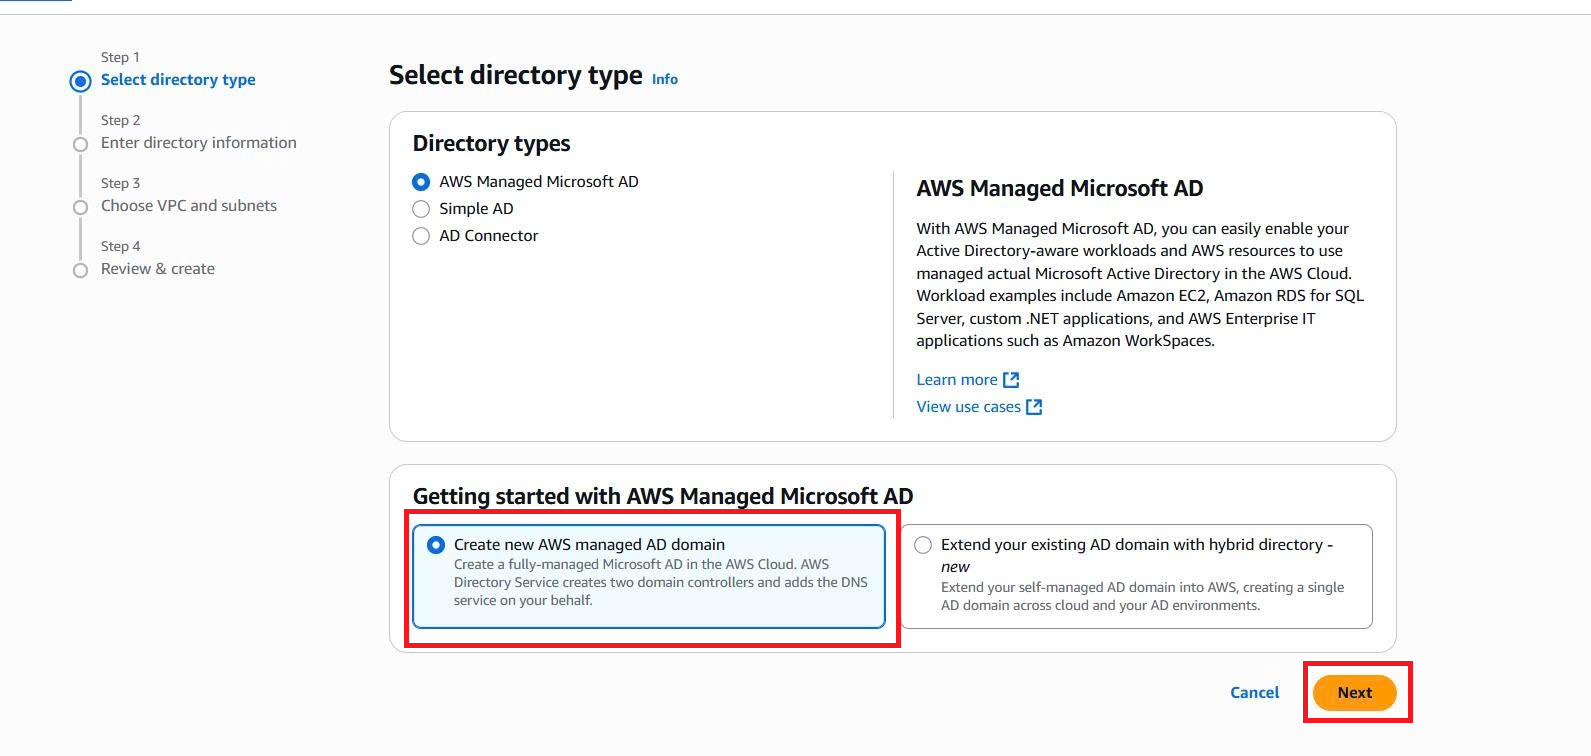 Step 1
Select directory type
Step 2
Enter directory information
Step 3
Choose VPC and subnets
Step 4
Review & create
Select directory type Info
Directory types
AWS Managed Microsoft AD
Simple AD
AD Connector
AWS Managed Microsoft AD
With AWS Managed Microsoft AD, you can easily enable your
Active Directory-aware workloads and AWS resources to use
managed actual Microsoft Active Directory in the AWS Cloud.
Workload examples include Amazon EC2, Amazon RDS for SQL
Server, custom .NET applications, and AWS Enterprise IT
applications such as Amazon WorkSpaces.
Learn more
View use cases
Getting started with AWS Managed Microsoft AD
Create new AWS managed AD domain
Create a fully-managed Microsoft AD in the AWS Cloud. AWS
Directory Service creates two domain controllers and adds the DNS
service on your behalf.
Extend your existing AD domain with hybrid directory -
new
Extend your self-managed AD domain into AWS, creating a single
AD domain across cloud and your AD environments.
Cancel
Next